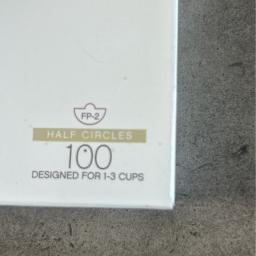 FP-2
HALF CIRCLES
100
DESIGNED FOR 1-3 CUPS